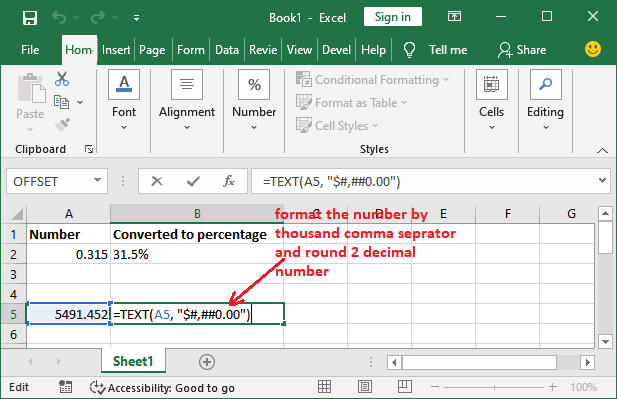 Book1 - Excel
Sign in
File Hom Insert Page Form Data Revie View Devel Help Tell me Share
Paste
Clipboard
Font
Alignment
%
Number
Conditional Formatting
Format as Table
Cell Styles
Styles
Cells
Editing
OFFSET
fx
=TEXT(A5, "$#,##0.00")
A B C D E F G
1 Number Converted to percentage
2 0.315 31.5%
3
4
5 5491.452 =TEXT(A5, "$#,##0.00")
6
format the number by
thousand comma seprator
and round 2 decimal
number
Sheet1
Edit
Accessibility: Good to go
100%